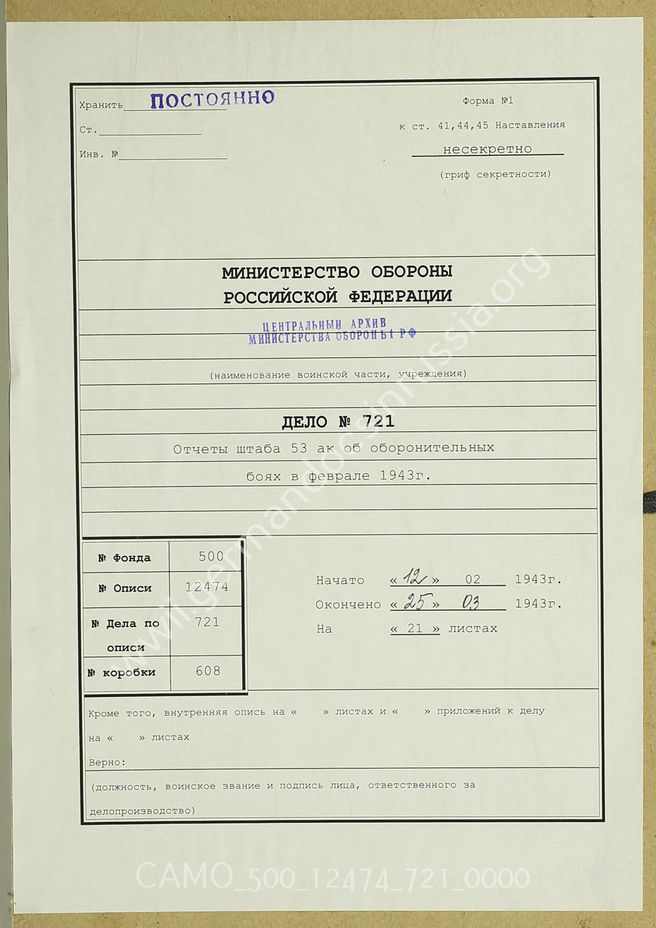 Хранить ПОСТОЯННО
Форма №1
Ст.
к ст. 41,44,45 Наставления
Инв. №
несекретно
(гриф секретности)
МИНИСТЕРСТВО ОБОРОНЫ
РОССИЙСКОЙ ФЕДЕРАЦИИ
ЦЕНТРАЛЬНЫЙ АРХИВ
МИНИСТЕРСТВА ОБОРОНЫ РФ
(наименование воинской части, учреждения)
ДЕЛО № 721
Отчеты штаба 53 ак об оборонительных
боях в феврале 1943г.
№ Фонда 500
№ Описи 12474
№ Дела по описи 721
№ коробки 608
Начато « 12 » 02 1943г.
Окончено « 25 » 03 1943г.
На « 21 » листах
Кроме того, внутренняя опись на « » листах и « » приложений к делу
на « » листах
Верно:
(должность, воинское звание и подпись лица, ответственного за
делопроизводство)
www.germandocsinrussia.org
CAMO_500_12474_721_0000